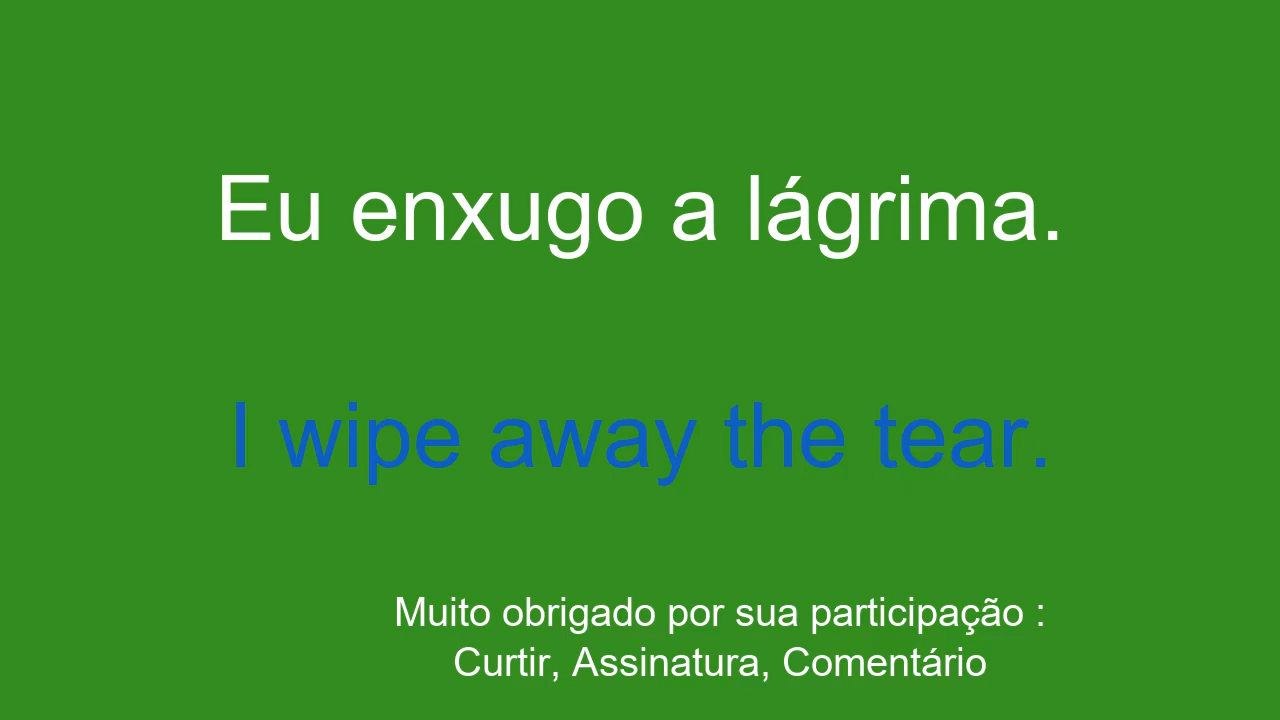 Eu enxugo a lágrima.
I wipe away the tear.
Muito obrigado por sua participação :
Curtir, Assinatura, Comentário